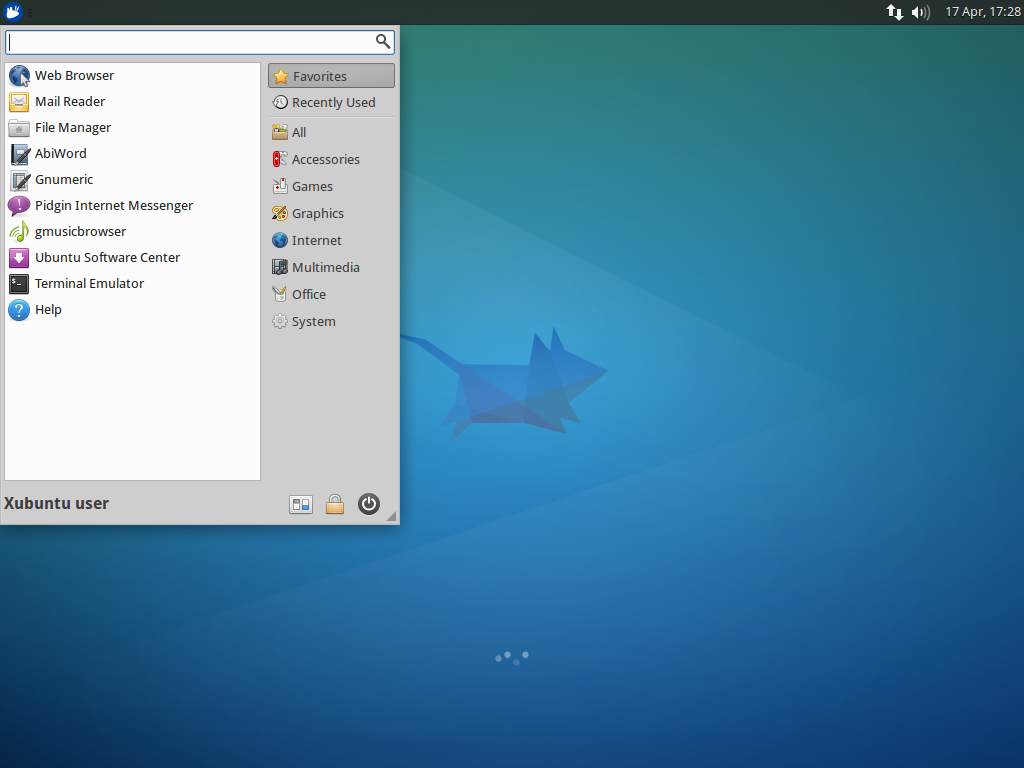 17 Apr, 17:28
Web Browser
Mail Reader
File Manager
AbiWord
Gnumeric
Pidgin Internet Messenger
gmusicbrowser
Ubuntu Software Center
Terminal Emulator
Help
Favorites
Recently Used
All
Accessories
Games
Graphics
Internet
Multimedia
Office
System
Xubuntu user